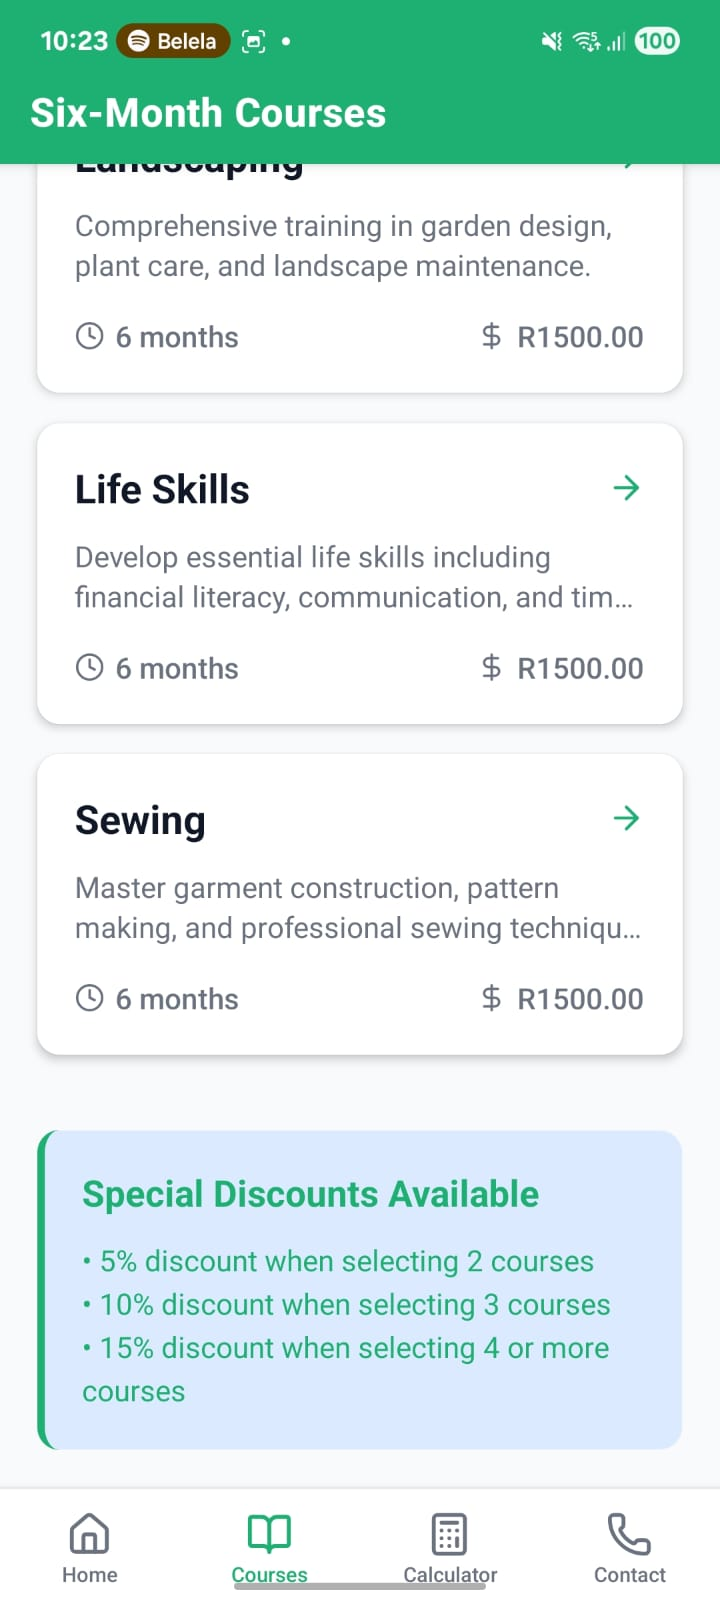 10:23 Belela 100
Six-Month Courses
Landscaping
Comprehensive training in garden design,
plant care, and landscape maintenance.
6 months $ R1500.00
Life Skills
Develop essential life skills including
financial literacy, communication, and tim...
6 months $ R1500.00
Sewing
Master garment construction, pattern
making, and professional sewing techniqu...
6 months $ R1500.00
Special Discounts Available
• 5% discount when selecting 2 courses
• 10% discount when selecting 3 courses
• 15% discount when selecting 4 or more
courses
Home Courses Calculator Contact